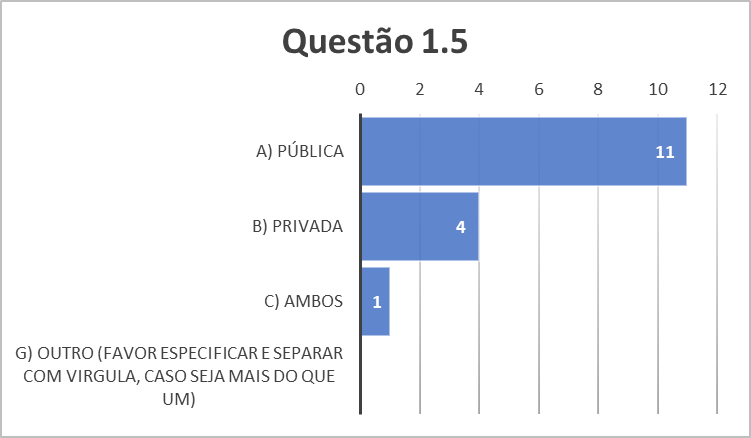 Questão 1.5
0 2 4 6 8 10 12
A) PÚBLICA
11
B) PRIVADA
4
C) AMBOS
1
G) OUTRO (FAVOR ESPECIFICAR E SEPARAR
COM VIRGULA, CASO SEJA MAIS DO QUE
UM)